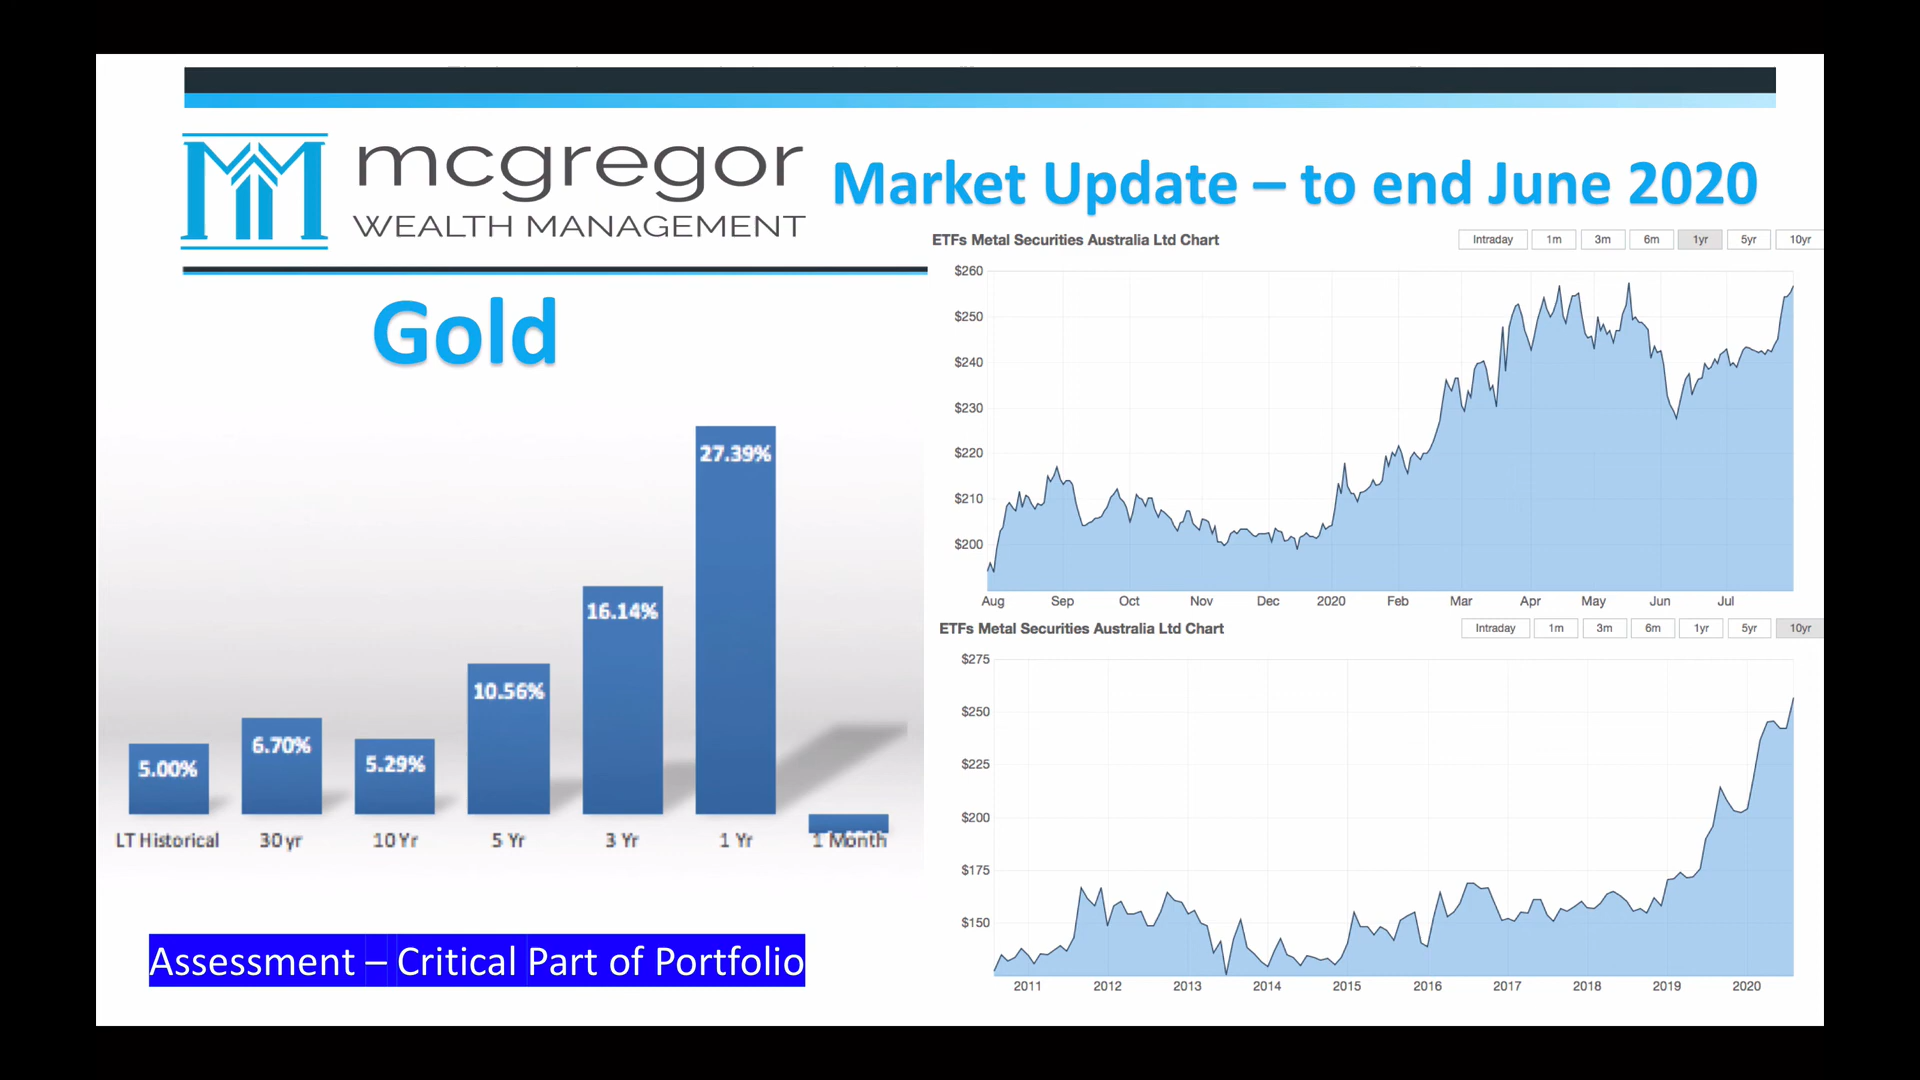 mcgregor
WEALTH MANAGEMENT
Market Update – to end June 2020
Gold
27.39%
16.14%
10.56%
6.70%
5.29%
5.00%
LT Historical 30 yr 10 Yr 5 Yr 3 Yr 1 Yr 1 Month
Assessment – Critical Part of Portfolio
ETFs Metal Securities Australia Ltd Chart
Intraday 1m 3m 6m 1yr 5yr 10yr
$260
$250
$240
$230
$220
$210
$200
Aug Sep Oct Nov Dec 2020 Feb Mar Apr May Jun Jul
ETFs Metal Securities Australia Ltd Chart
Intraday 1m 3m 6m 1yr 5yr 10yr
$275
$250
$225
$200
$175
$150
2011 2012 2013 2014 2015 2016 2017 2018 2019 2020